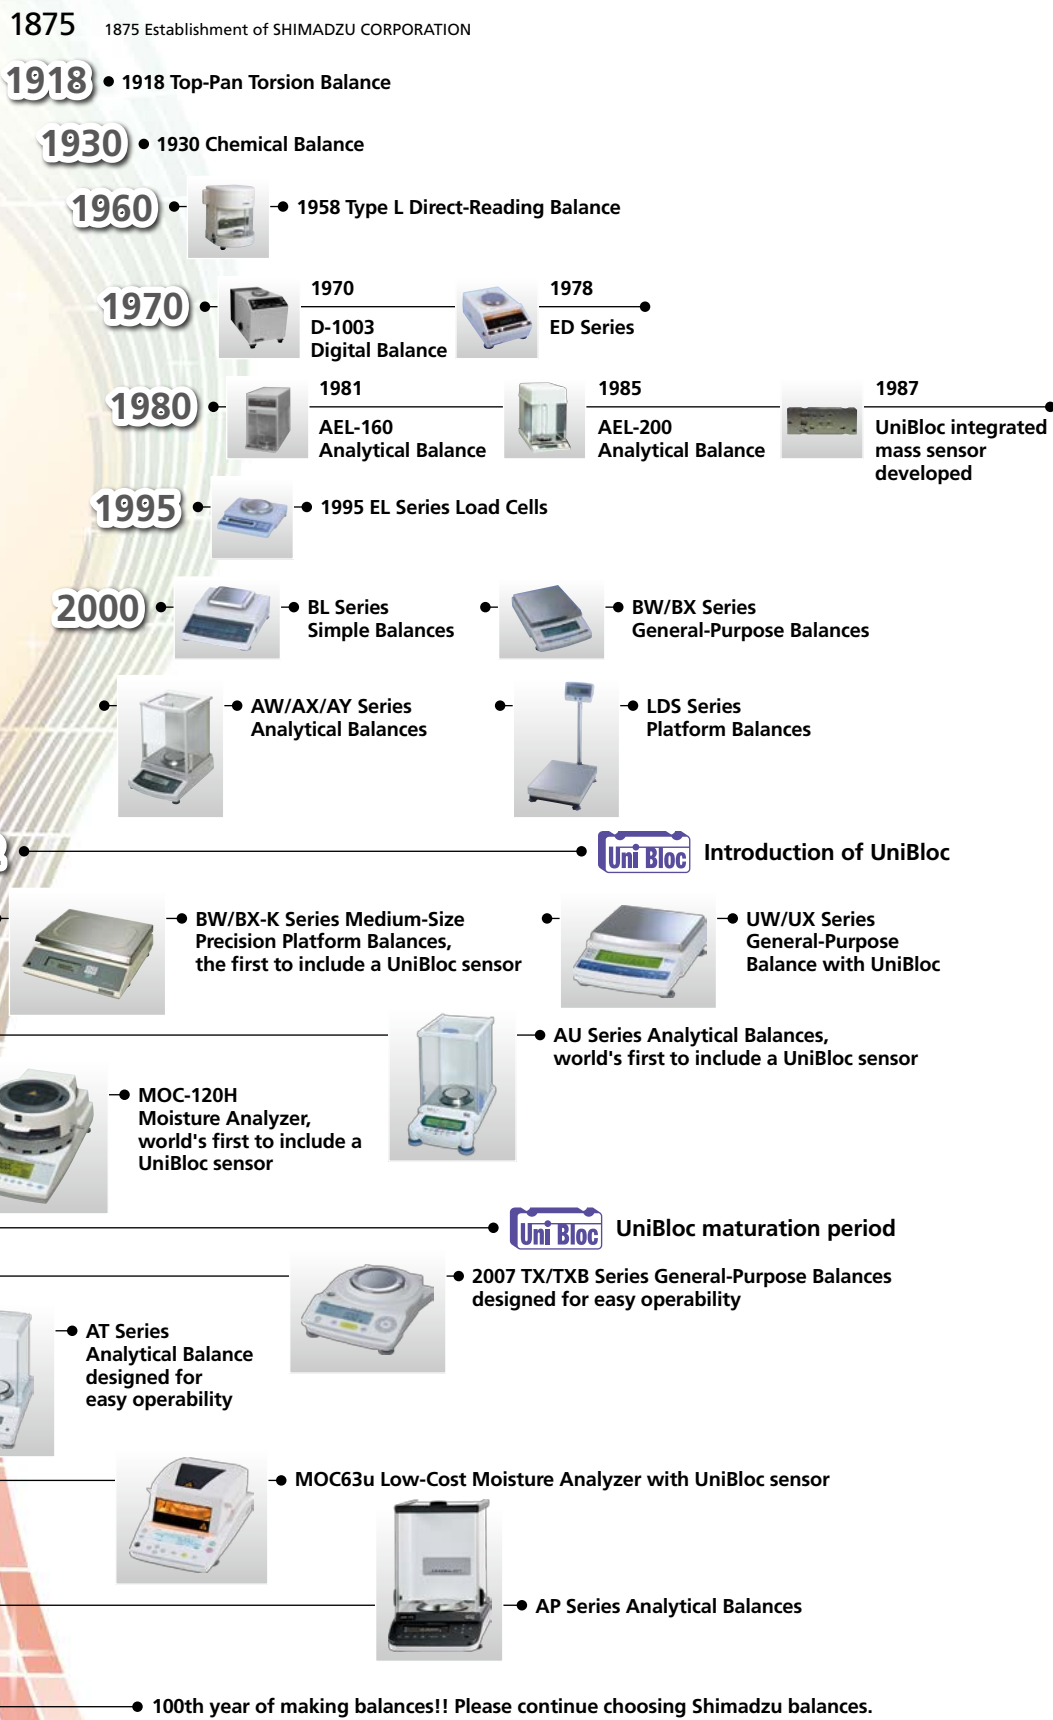 1875 1875 Establishment of SHIMADZU CORPORATION
1918 1918 Top-Pan Torsion Balance
1930 1930 Chemical Balance
1960 1958 Type L Direct-Reading Balance
1970
1970
D-1003
Digital Balance
1978
ED Series
1980
1981
AEL-160
Analytical Balance
1985
AEL-200
Analytical Balance
1987
UniBloc integrated
mass sensor
developed
1995 1995 EL Series Load Cells
2000
BL Series
Simple Balances
BW/BX Series
General-Purpose Balances
AW/AX/AY Series
Analytical Balances
LDS Series
Platform Balances
Uni Bloc Introduction of UniBloc
BW/BX-K Series Medium-Size
Precision Platform Balances,
the first to include a UniBloc sensor
UW/UX Series
General-Purpose
Balance with UniBloc
AU Series Analytical Balances,
world's first to include a UniBloc sensor
MOC-120H
Moisture Analyzer,
world's first to include a
UniBloc sensor
Uni Bloc UniBloc maturation period
2007 TX/TXB Series General-Purpose Balances
designed for easy operability
AT Series
Analytical Balance
designed for
easy operability
MOC63u Low-Cost Moisture Analyzer with UniBloc sensor
AP Series Analytical Balances
100th year of making balances!! Please continue choosing Shimadzu balances.